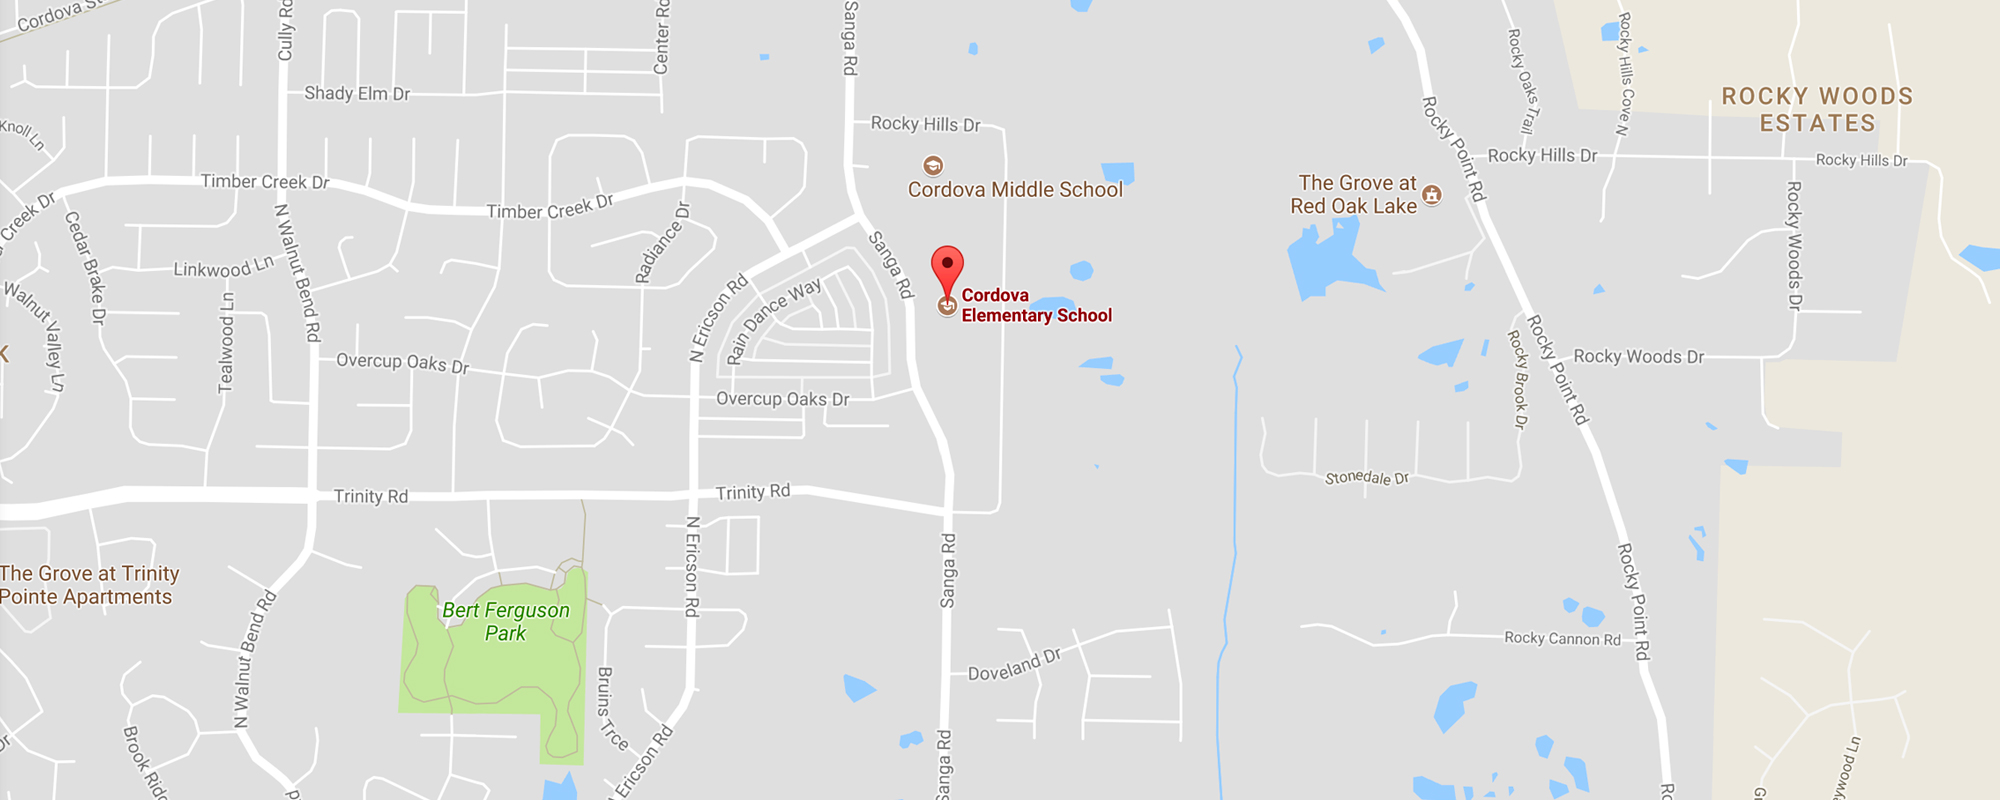 Cordova St
Cully Rd
Center Rd
Sanga Rd
Shady Elm Dr
Knoll Ln
Rocky Hills Dr
Cordova Middle School
Rocky Oaks Trail
Rocky Hills Cove N
ROCKY WOODS
ESTATES
Rocky Point Rd
Rocky Hills Dr
Rocky Hills Dr
The Grove at
Red Oak Lake
Timber Creek Dr
Timber Creek Dr
Creek Dr
Cedar Brake Dr
N Walnut Bend Rd
Linkwood Ln
Radiance Dr
Sanga Rd
Rocky Woods Dr
Walnut Valley Ln
Tealwood Ln
N Ericson Rd
Rain Dance Way
Cordova
Elementary School
K
Overcup Oaks Dr
Overcup Oaks Dr
Rocky Brook Dr
Rocky Point Rd
Rocky Woods Dr
Stonedale Dr
Trinity Rd
Trinity Rd
N Ericson Rd
Sanga Rd
Rocky Point Rd
The Grove at Trinity
Pointe Apartments
Bert Ferguson
Park
N Walnut Bend Rd
Rocky Cannon Rd
Doveland Dr
Bruins Trce
Brook Ridg
Dr
Ericson Rd
Sanga Rd
eywood Ln